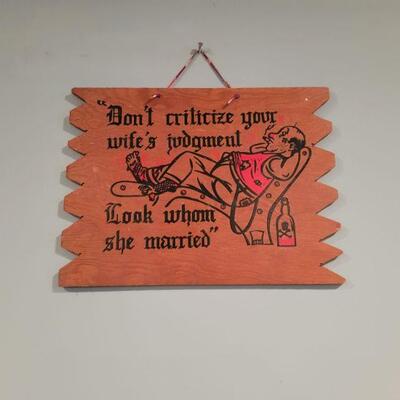 "Don't criticize your
wife's judgment
Look whom
she married"